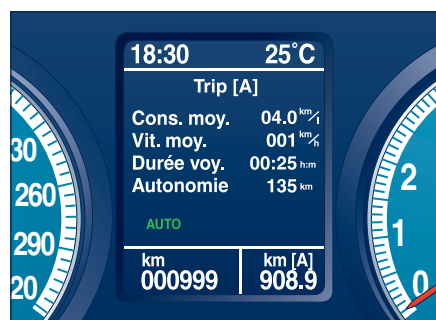 18:30 25°C
Trip [A]
Cons. moy. 04.0 km/l
Vit. moy. 001 km/h
Durée voy. 00:25 h:m
Autonomie 135 km
AUTO
km km [A]
000999 908.9
30
260
290
20
2
1
0